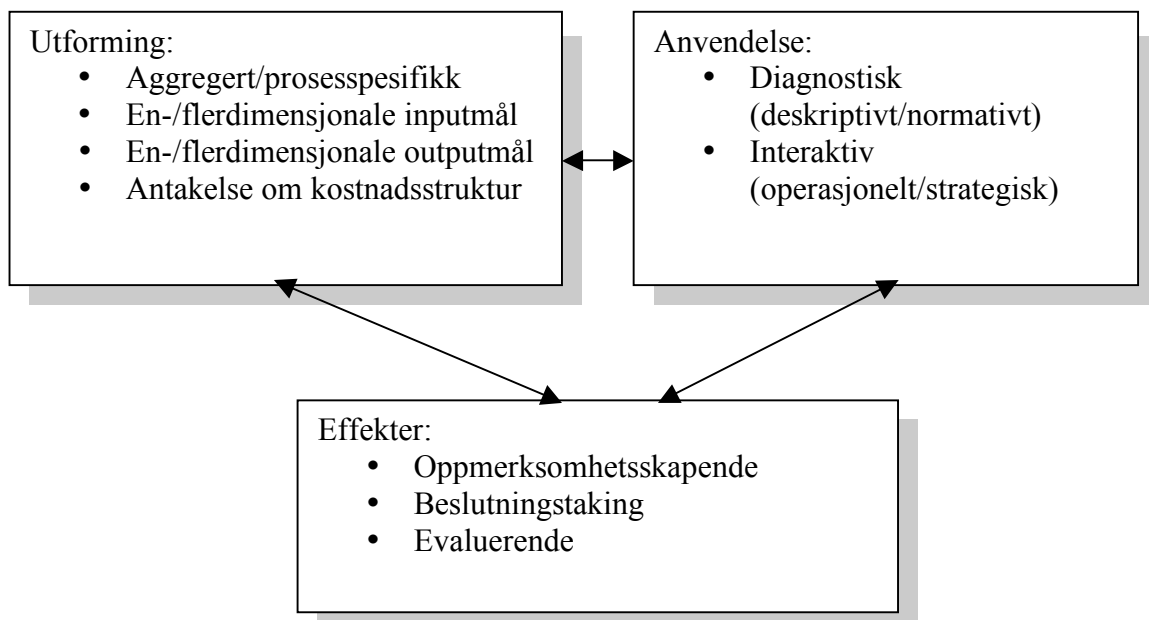 Utforming:
• Aggregert/prosesspesifikk
• En-/flerdimensjonale inputmål
• En-/flerdimensjonale outputmål
• Antakelse om kostnadsstruktur
Anvendelse:
• Diagnostisk
(deskriptivt/normativt)
• Interaktiv
(operasjonelt/strategisk)
Effekter:
• Oppmerksomhetsskapende
• Beslutningstaking
• Evaluerende